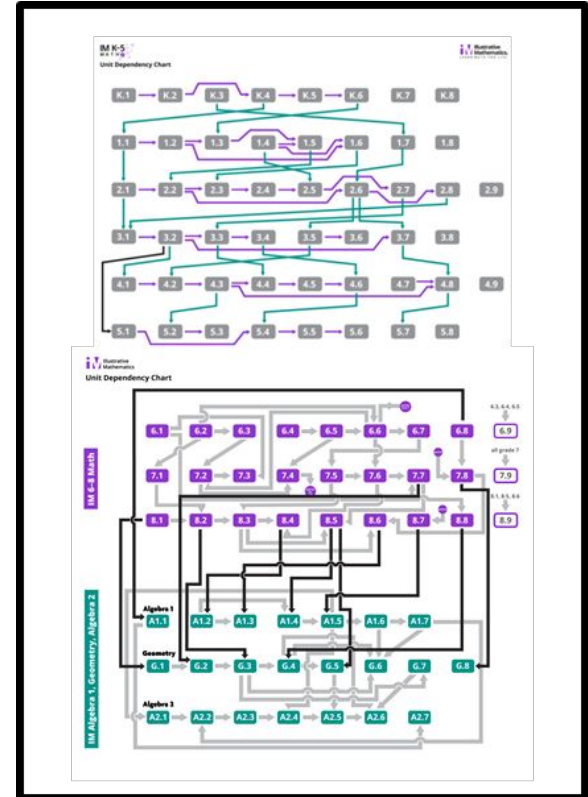 IM K–5
MATH
Illustrative
Mathematics.
LEARN MATH FOR LIFE
Unit Dependency Chart
K.1 K.2 K.3 K.4 K.5 K.6 K.7 K.8
1.1 1.2 1.3 1.4 1.5 1.6 1.7 1.8
2.1 2.2 2.3 2.4 2.5 2.6 2.7 2.8 2.9
3.1 3.2 3.3 3.4 3.5 3.6 3.7 3.8
4.1 4.2 4.3 4.4 4.5 4.6 4.7 4.8 4.9
5.1 5.2 5.3 5.4 5.5 5.6 5.7 5.8
Illustrative
Mathematics
Unit Dependency Chart
IM 6–8 Math
6.3, 6.4, 6.5
6.1 6.2 6.3 6.4 6.5 6.6 6.7 6.8 6.9
all grade 7
7.1 7.2 7.3 7.4 7.5 7.6 7.7 7.8 7.9
8.1 8.2 8.3 8.4 8.5 8.6 8.7 8.8 8.9
IM Algebra 1, Geometry, Algebra 2
Algebra 1
A1.1 A1.2 A1.3 A1.4 A1.5 A1.6 A1.7
Geometry
G.1 G.2 G.3 G.4 G.5 G.6 G.7 G.8
Algebra 2
A2.1 A2.2 A2.3 A2.4 A2.5 A2.6 A2.7